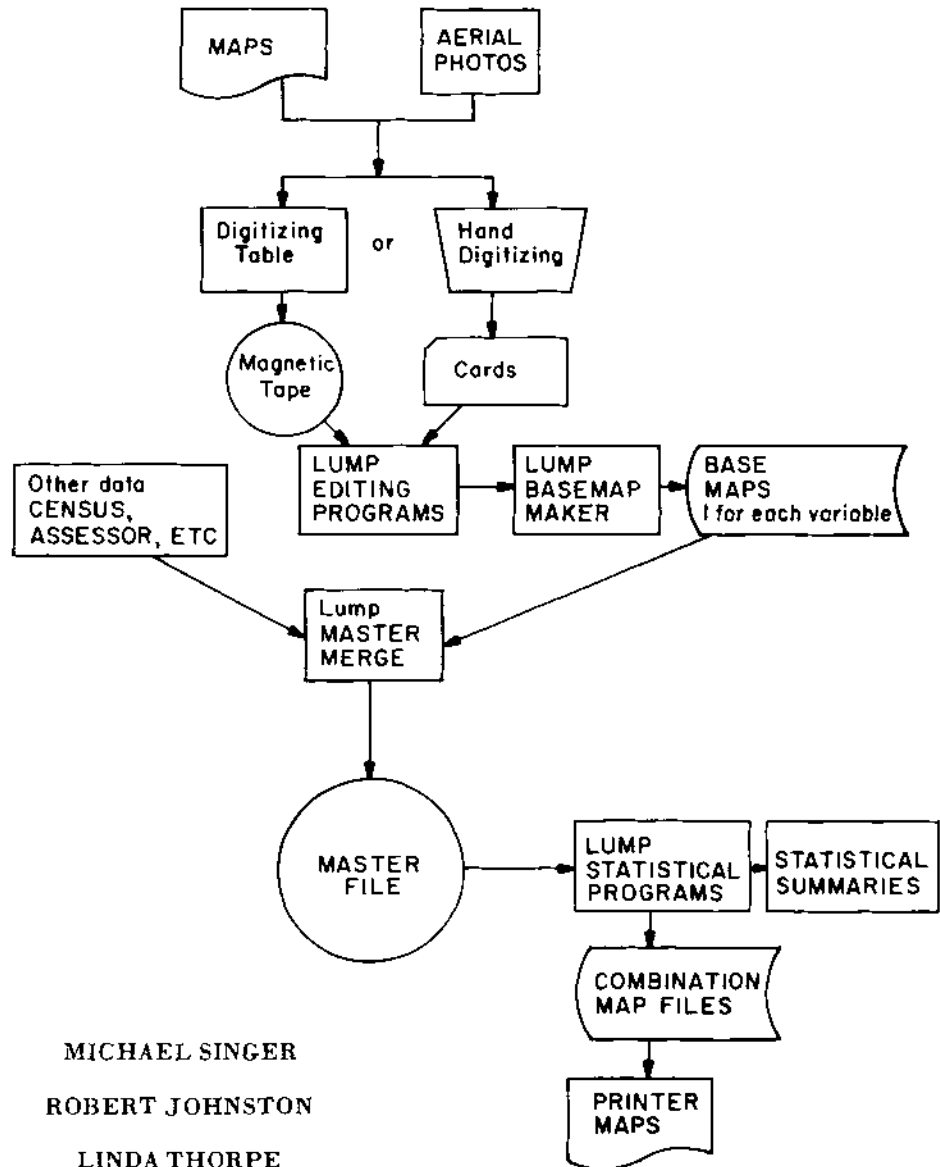 MAPS
AERIAL
PHOTOS
Digitizing
Table
or
Hand
Digitizing
Magnetic
Tape
Cards
Other data
CENSUS,
ASSESSOR, ETC
LUMP
EDITING
PROGRAMS
LUMP
BASEMAP
MAKER
BASE
MAPS
1 for each variable
Lump
MASTER
MERGE
MASTER
FILE
LUMP
STATISTICAL
PROGRAMS
STATISTICAL
SUMMARIES
COMBINATION
MAP FILES
PRINTER
MAPS
MICHAEL SINGER
ROBERT JOHNSTON
LINDA THORPE